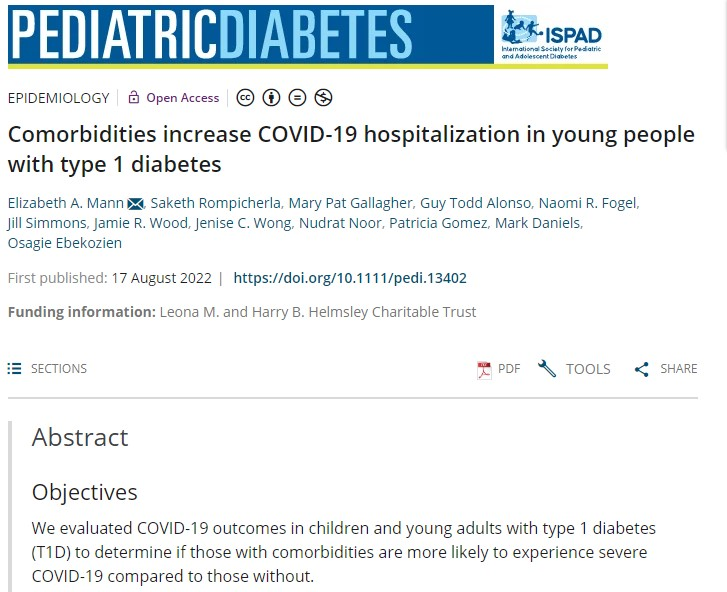 PEDIATRICDIABETES
ISPAD
International Society for Pediatric
and Adolescent Diabetes
EPIDEMIOLOGY
Open Access
cc
Comorbidities increase COVID-19 hospitalization in young people
with type 1 diabetes
Elizabeth A. Mann, Saketh Rompicherla, Mary Pat Gallagher, Guy Todd Alonso, Naomi R. Fogel,
Jill Simmons, Jamie R. Wood, Jenise C. Wong, Nudrat Noor, Patricia Gomez, Mark Daniels,
Osagie Ebekozien
First published: 17 August 2022 | https://doi.org/10.1111/pedi.13402
Funding information: Leona M. and Harry B. Helmsley Charitable Trust
SECTIONS
PDF
TOOLS
SHARE
Abstract
Objectives
We evaluated COVID-19 outcomes in children and young adults with type 1 diabetes
(T1D) to determine if those with comorbidities are more likely to experience severe
COVID-19 compared to those without.